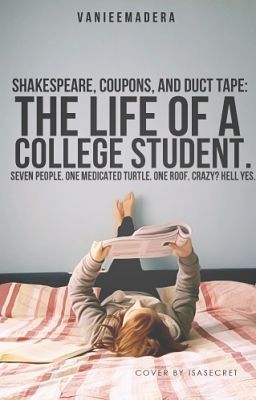 VANIEEMADERA
SHAKESPEARE, COUPONS, AND DUCT TAPE:
THE LIFE OF A
COLLEGE STUDENT.
SEVEN PEOPLE. ONE MEDICATED TURTLE. ONE ROOF. CRAZY? HELL YES.
COVER BY ISASECRET